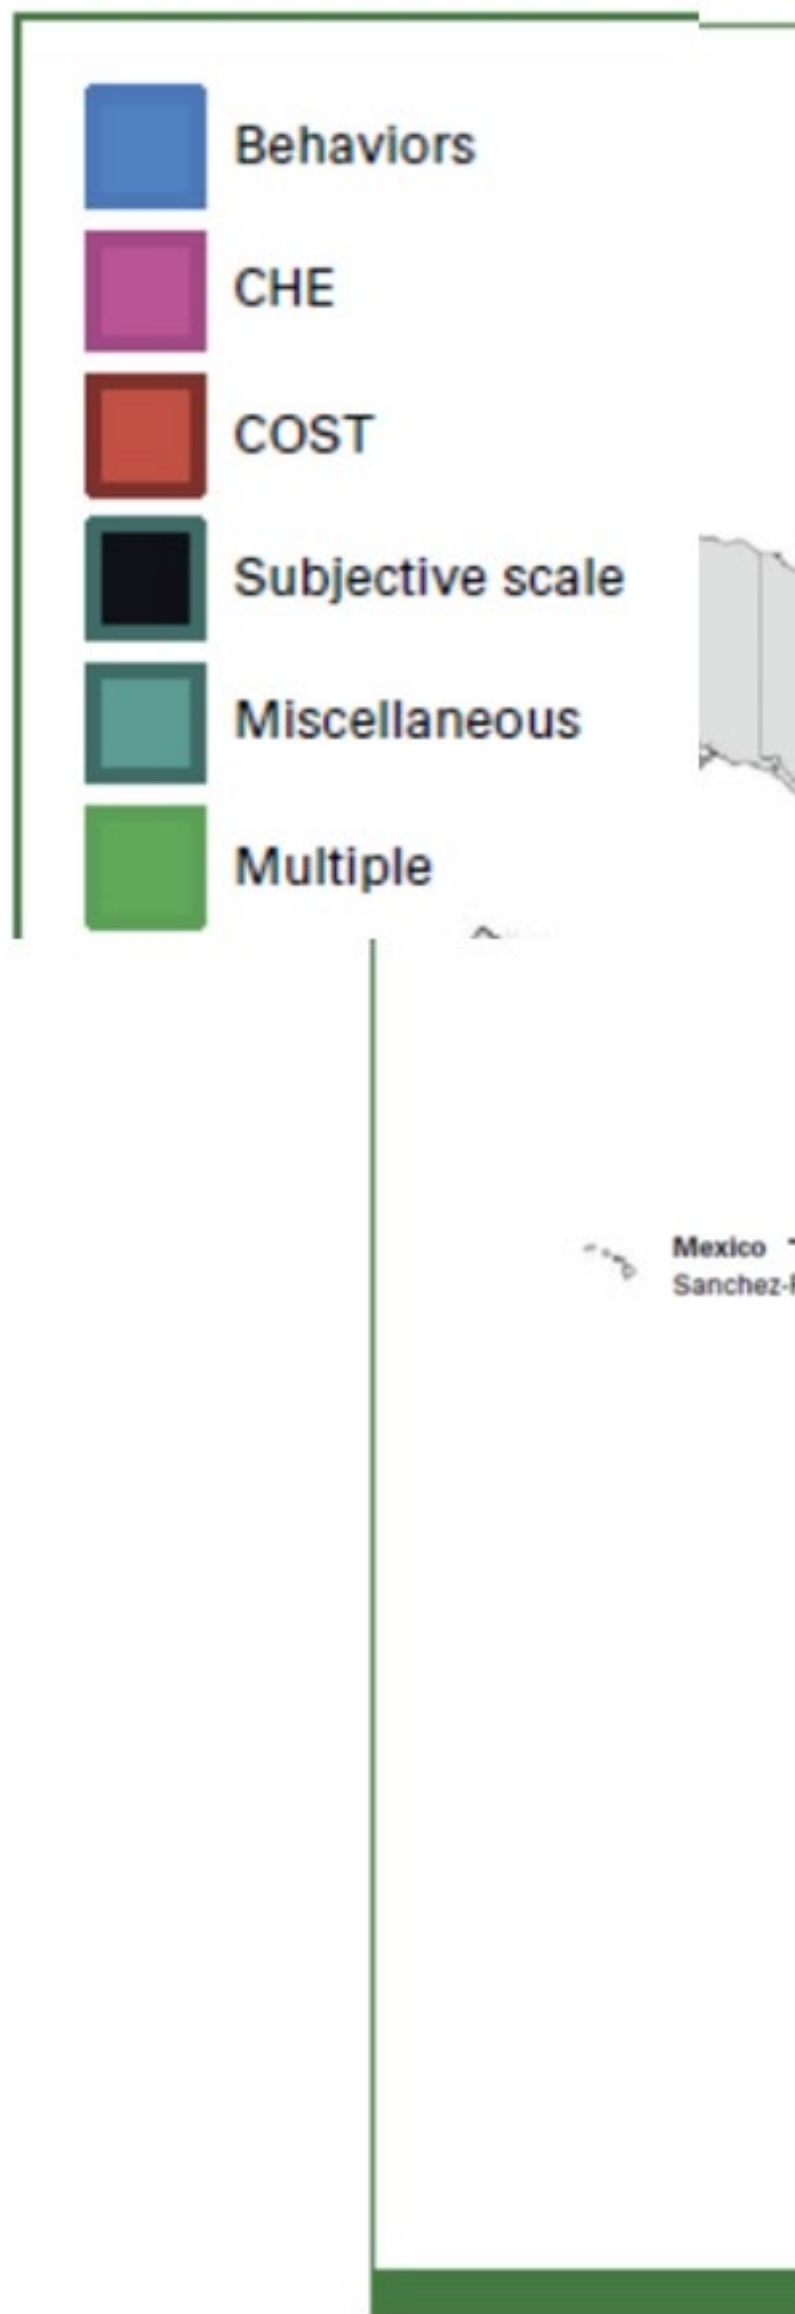 Behaviors
CHE
COST
Subjective scale
Miscellaneous
Multiple
Mexico